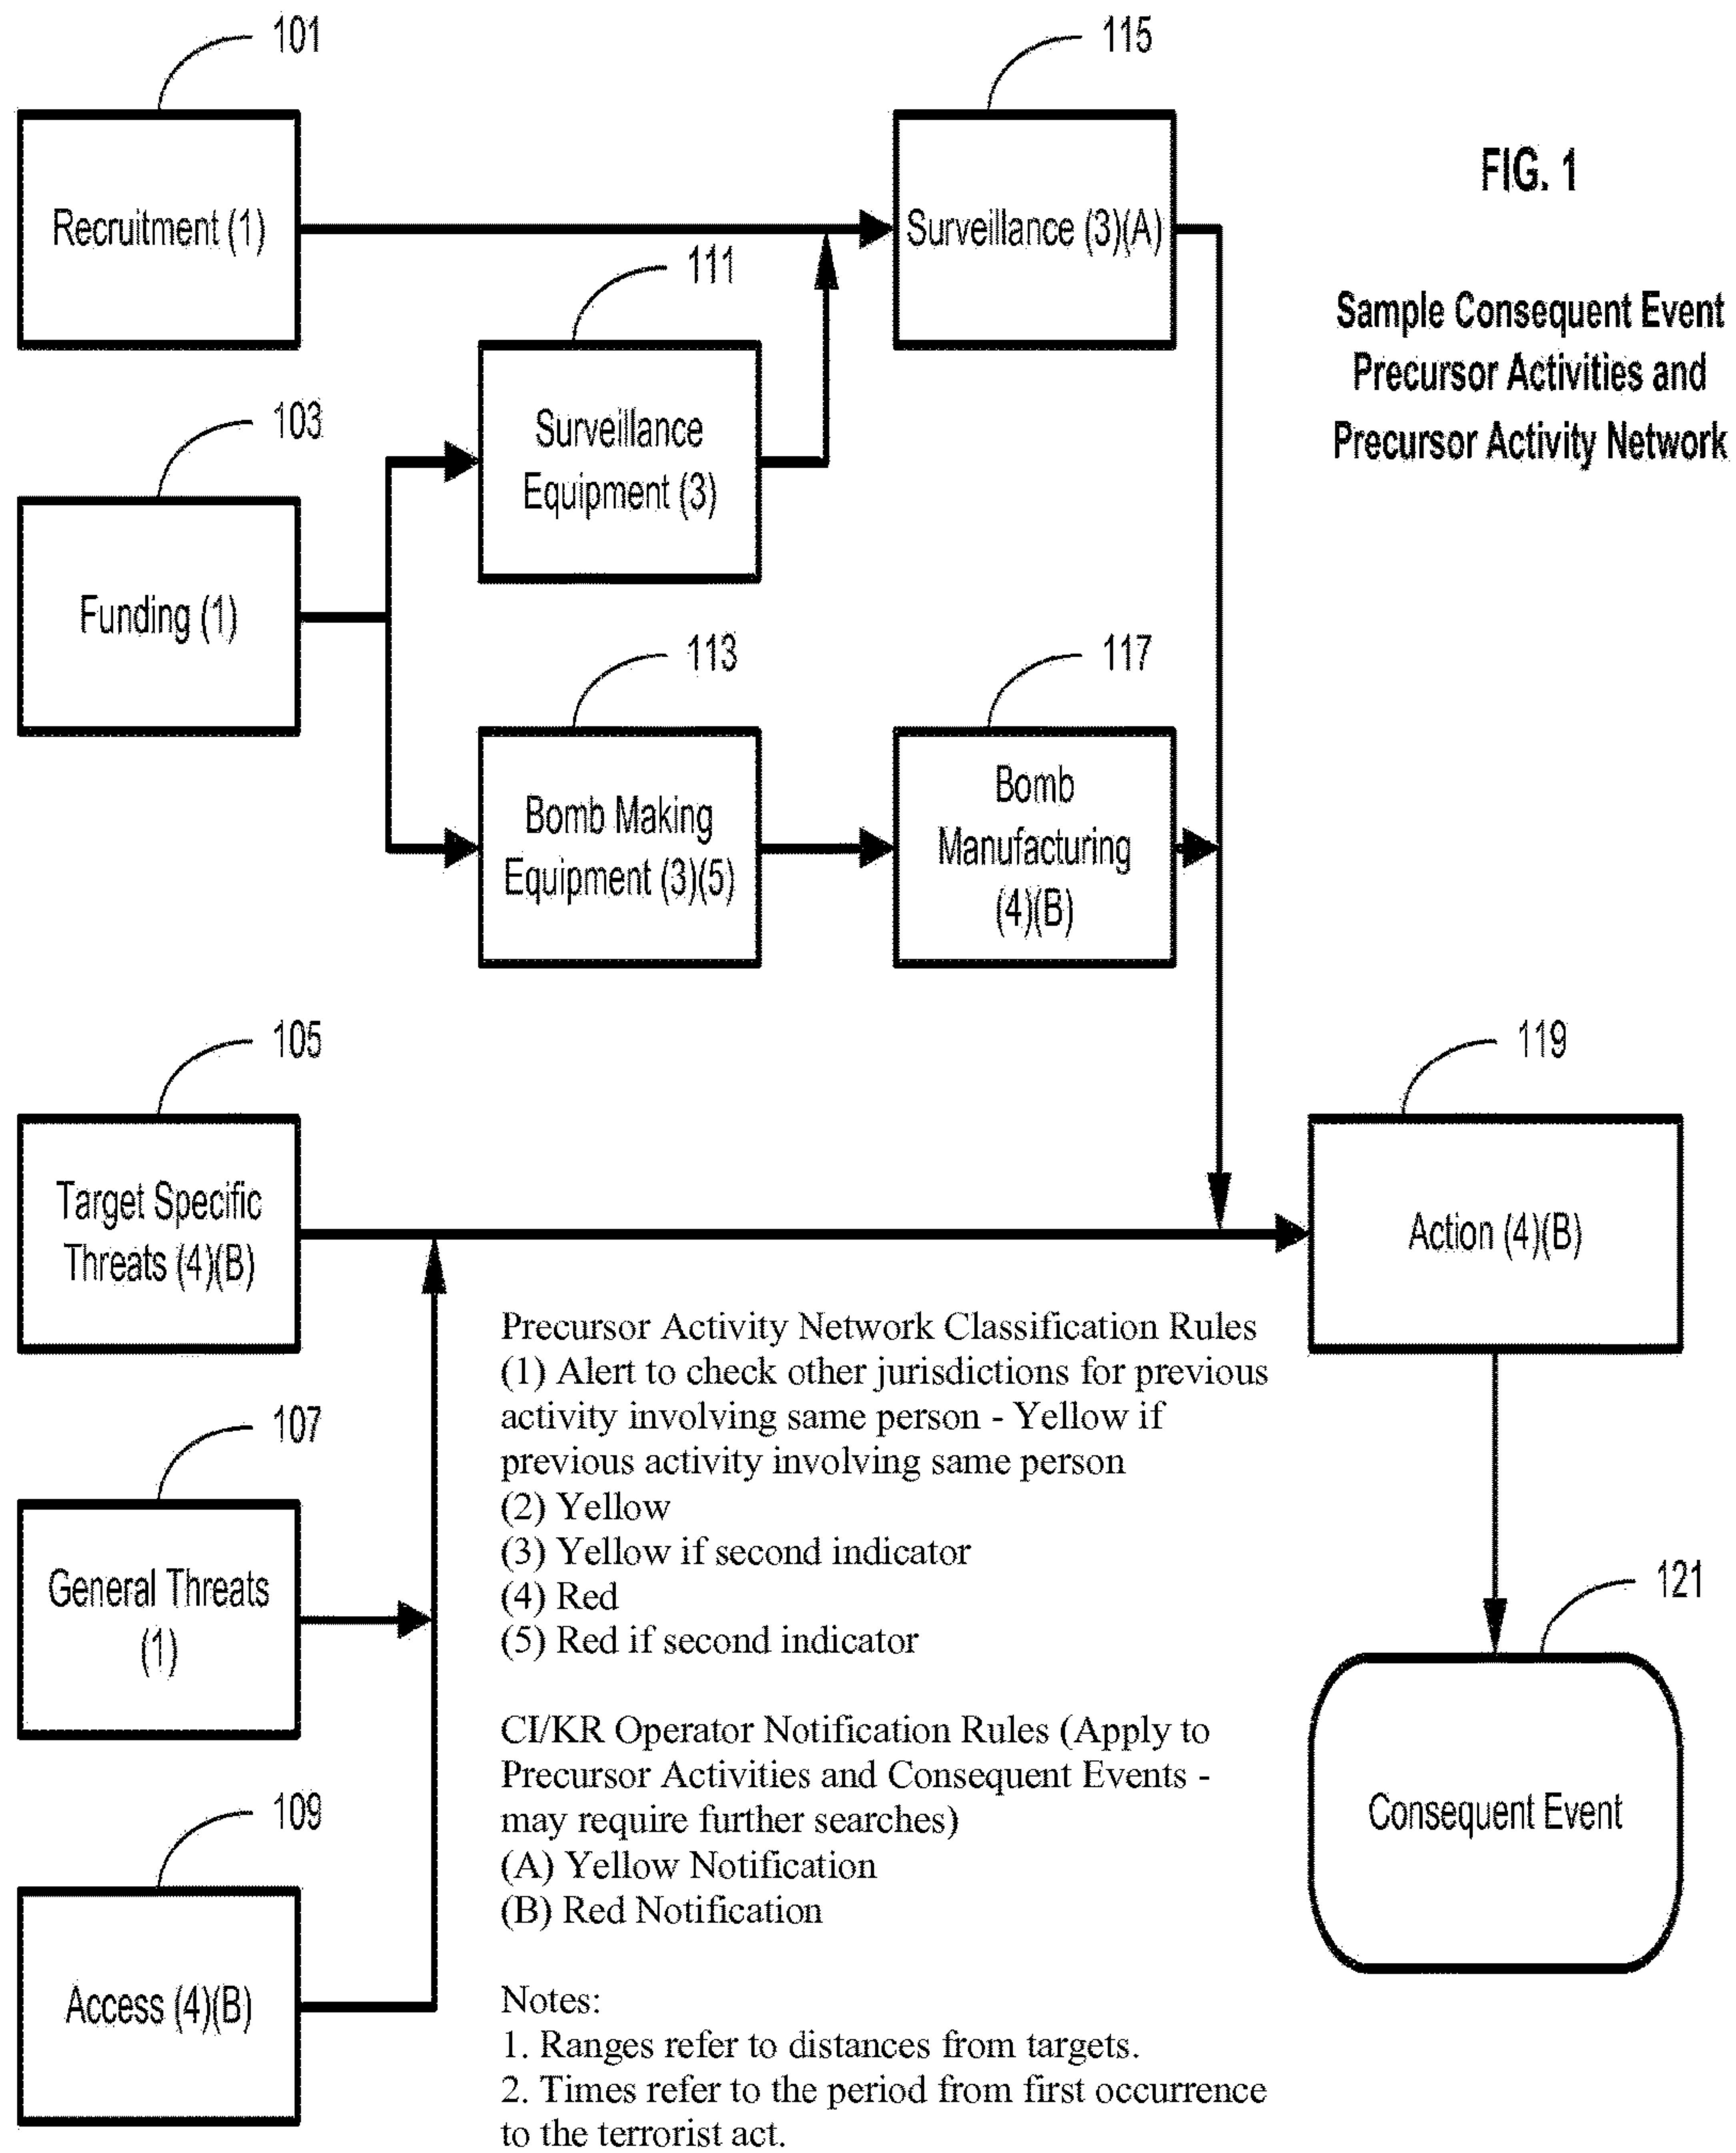 101
115
FIG. 1
Recruitment (1)
Surveillance (3)(A)
111
Sample Consequent Event
Precursor Activities and
Precursor Activity Network
103
Surveillance
Equipment (3)
Funding (1)
113
117
Bomb Making
Equipment (3)(5)
Bomb
Manufacturing
(4)(B)
105
119
Target Specific
Threats (4)(B)
Action (4)(B)
Precursor Activity Network Classification Rules
(1) Alert to check other jurisdictions for previous
activity involving same person - Yellow if
previous activity involving same person
(2) Yellow
(3) Yellow if second indicator
(4) Red
(5) Red if second indicator
107
General Threats
(1)
121
CI/KR Operator Notification Rules (Apply to
Precursor Activities and Consequent Events -
may require further searches)
(A) Yellow Notification
(B) Red Notification
Consequent Event
109
Access (4)(B)
Notes:
1. Ranges refer to distances from targets.
2. Times refer to the period from first occurrence
to the terrorist act.